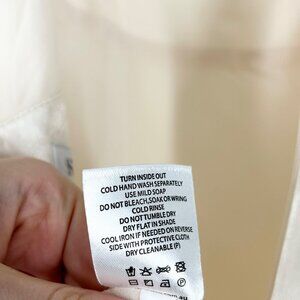 TURN INSIDE OUT
COLD HAND WASH SEPARATELY
USE MILD SOAP
DO NOT BLEACH,SOAK OR WRING
COLD RINSE
DO NOT TUMBLE DRY
DRY FLAT IN SHADE
COOL IRON IF NEEDED ON REVERSE
SIDE WITH PROTECTIVE CLOTH
DRY CLEANABLE (P)